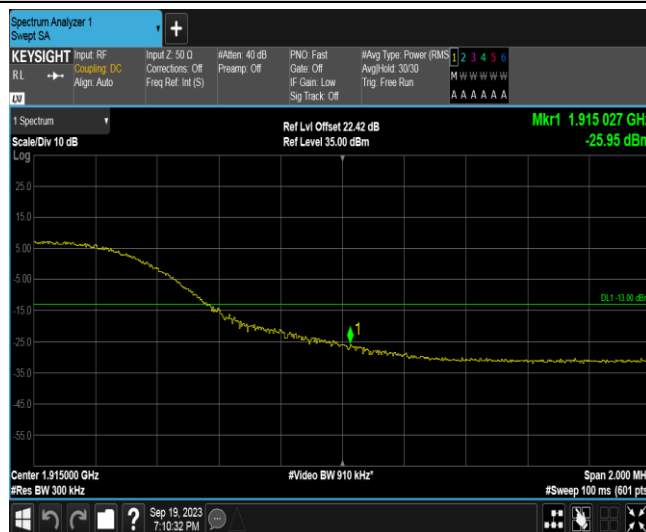 Spectrum Analyzer 1
Swept SA
+
KEYSIGHT
RL
LXI
Input: RF
Coupling: DC
Align: Auto
Input Z: 50 Ω
Corrections: Off
Freq Ref: Int (S)
#Atten: 40 dB
Preamp: Off
PNO: Fast
Gate: Off
IF Gain: Low
Sig Track: Off
#Avg Type: Power (RMS
Avg|Hold: 30/30
Trig: Free Run
1 2 3 4 5 6
M W W W W W
A A A A A A
1 Spectrum
Scale/Div 10 dB
Ref Lvl Offset 22.42 dB
Ref Level 35.00 dBm
Mkr1 1.915 027 GHz
-25.95 dBm
Log
25.0
15.0
5.00
-5.00
-15.0
-25.0
-35.0
-45.0
-55.0
DL1 -13.00 dBm
1
Center 1.915000 GHz
#Res BW 300 kHz
#Video BW 910 kHz*
Span 2.000 MH
#Sweep 100 ms (601 pts
?
Sep 19, 2023
7:10:32 PM